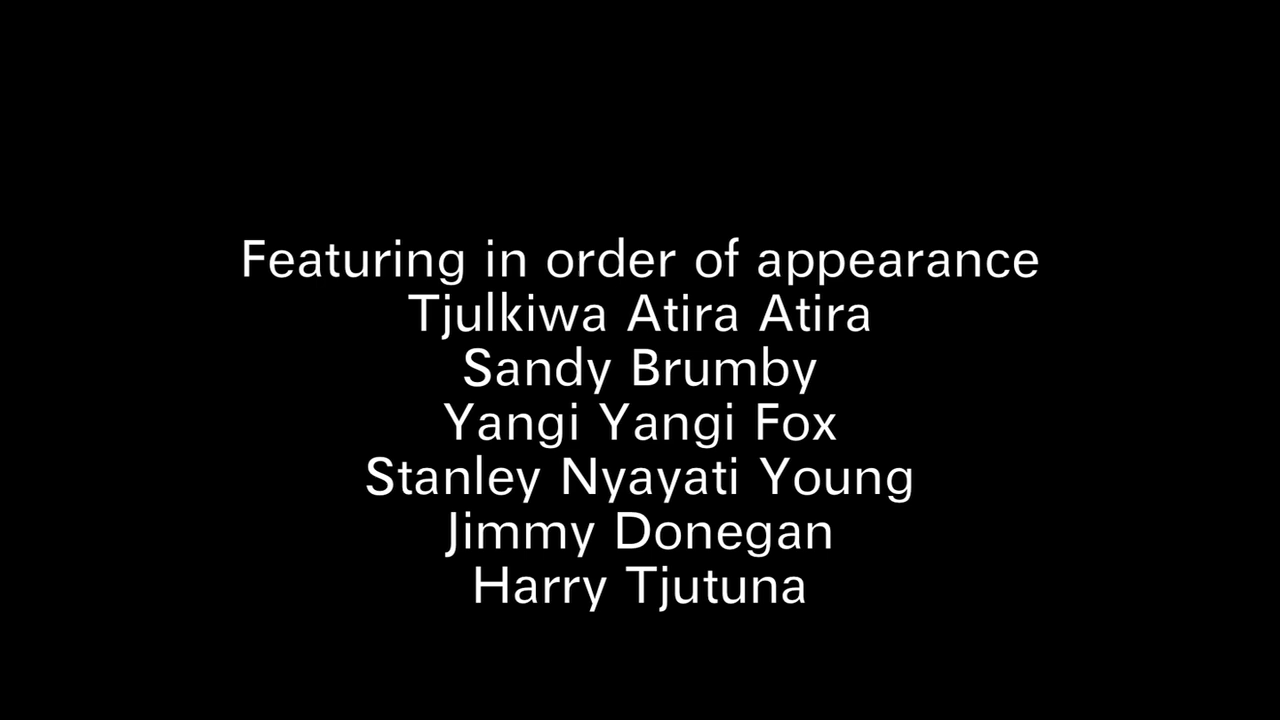 Featuring in order of appearance
Tjulkiwa Atira Atira
Sandy Brumby
Yangi Yangi Fox
Stanley Nyayati Young
Jimmy Donegan
Harry Tjutuna